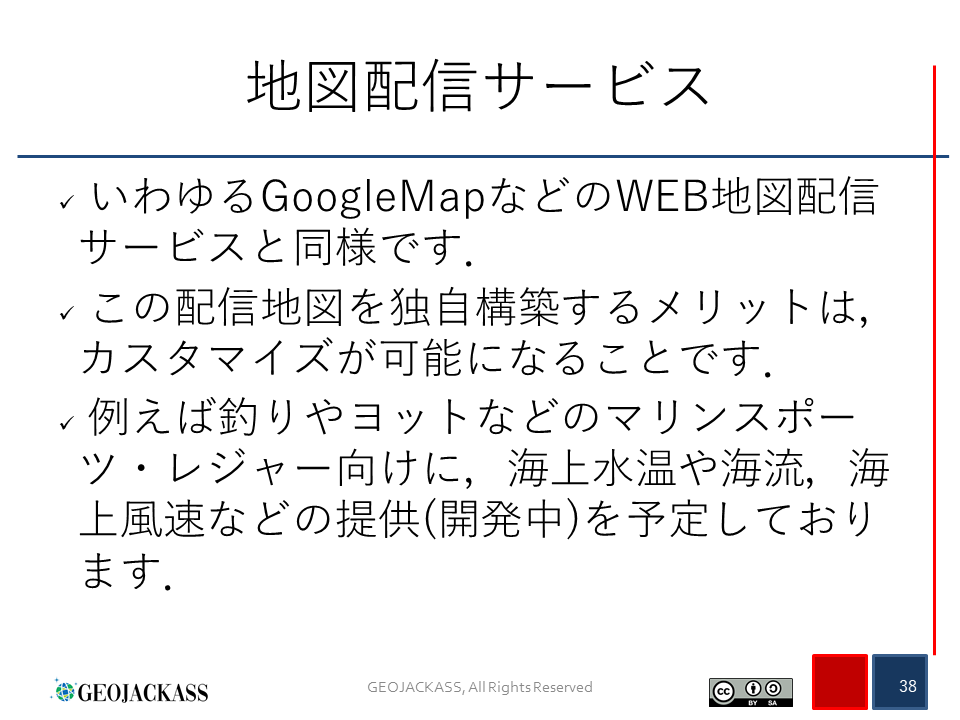 地図配信サービス
✓ いわゆるGoogleMapなどのWEB地図配信
サービスと同様です．
✓ この配信地図を独自構築するメリットは，
カスタマイズが可能になることです．
✓ 例えば釣りやヨットなどのマリンスポー
ツ・レジャー向けに，海上水温や海流，海
上風速などの提供(開発中)を予定しており
ます．
GEOJACKASS
GEOJACKASS, All Rights Reserved
cc BY SA
38